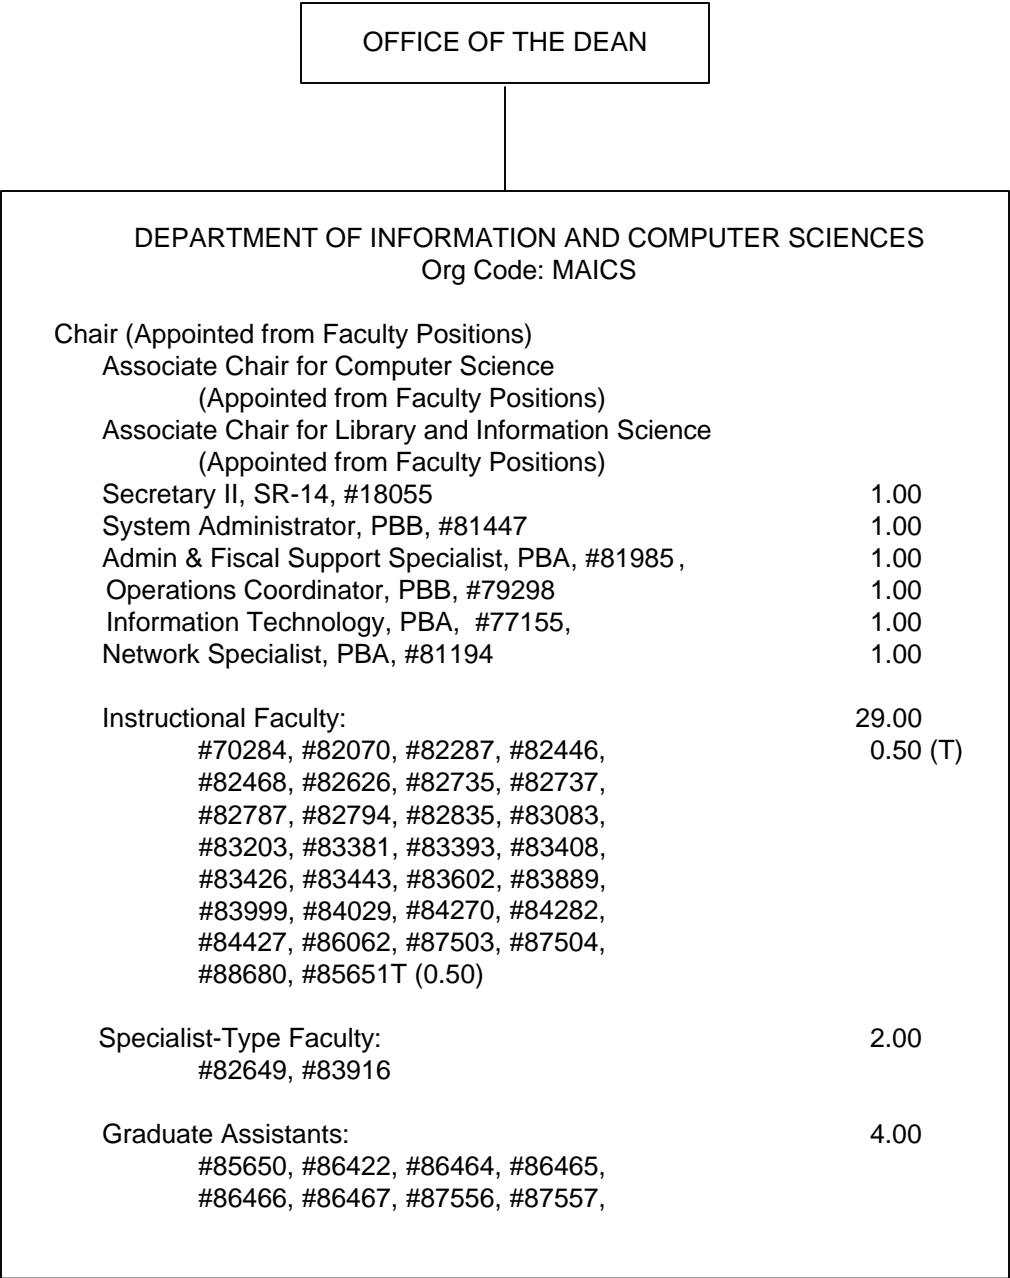 OFFICE OF THE DEAN
DEPARTMENT OF INFORMATION AND COMPUTER SCIENCES
Org Code: MAICS
Chair (Appointed from Faculty Positions)
Associate Chair for Computer Science
(Appointed from Faculty Positions)
Associate Chair for Library and Information Science
(Appointed from Faculty Positions)
Secretary II, SR-14, #18055 1.00
System Administrator, PBB, #81447 1.00
Admin & Fiscal Support Specialist, PBA, #81985, 1.00
Operations Coordinator, PBB, #79298 1.00
Information Technology, PBA, #77155, 1.00
Network Specialist, PBA, #81194 1.00
Instructional Faculty: 29.00
#70284, #82070, #82287, #82446, 0.50 (T)
#82468, #82626, #82735, #82737,
#82787, #82794, #82835, #83083,
#83203, #83381, #83393, #83408,
#83426, #83443, #83602, #83889,
#83999, #84029, #84270, #84282,
#84427, #86062, #87503, #87504,
#88680, #85651T (0.50)
Specialist-Type Faculty: 2.00
#82649, #83916
Graduate Assistants: 4.00
#85650, #86422, #86464, #86465,
#86466, #86467, #87556, #87557,